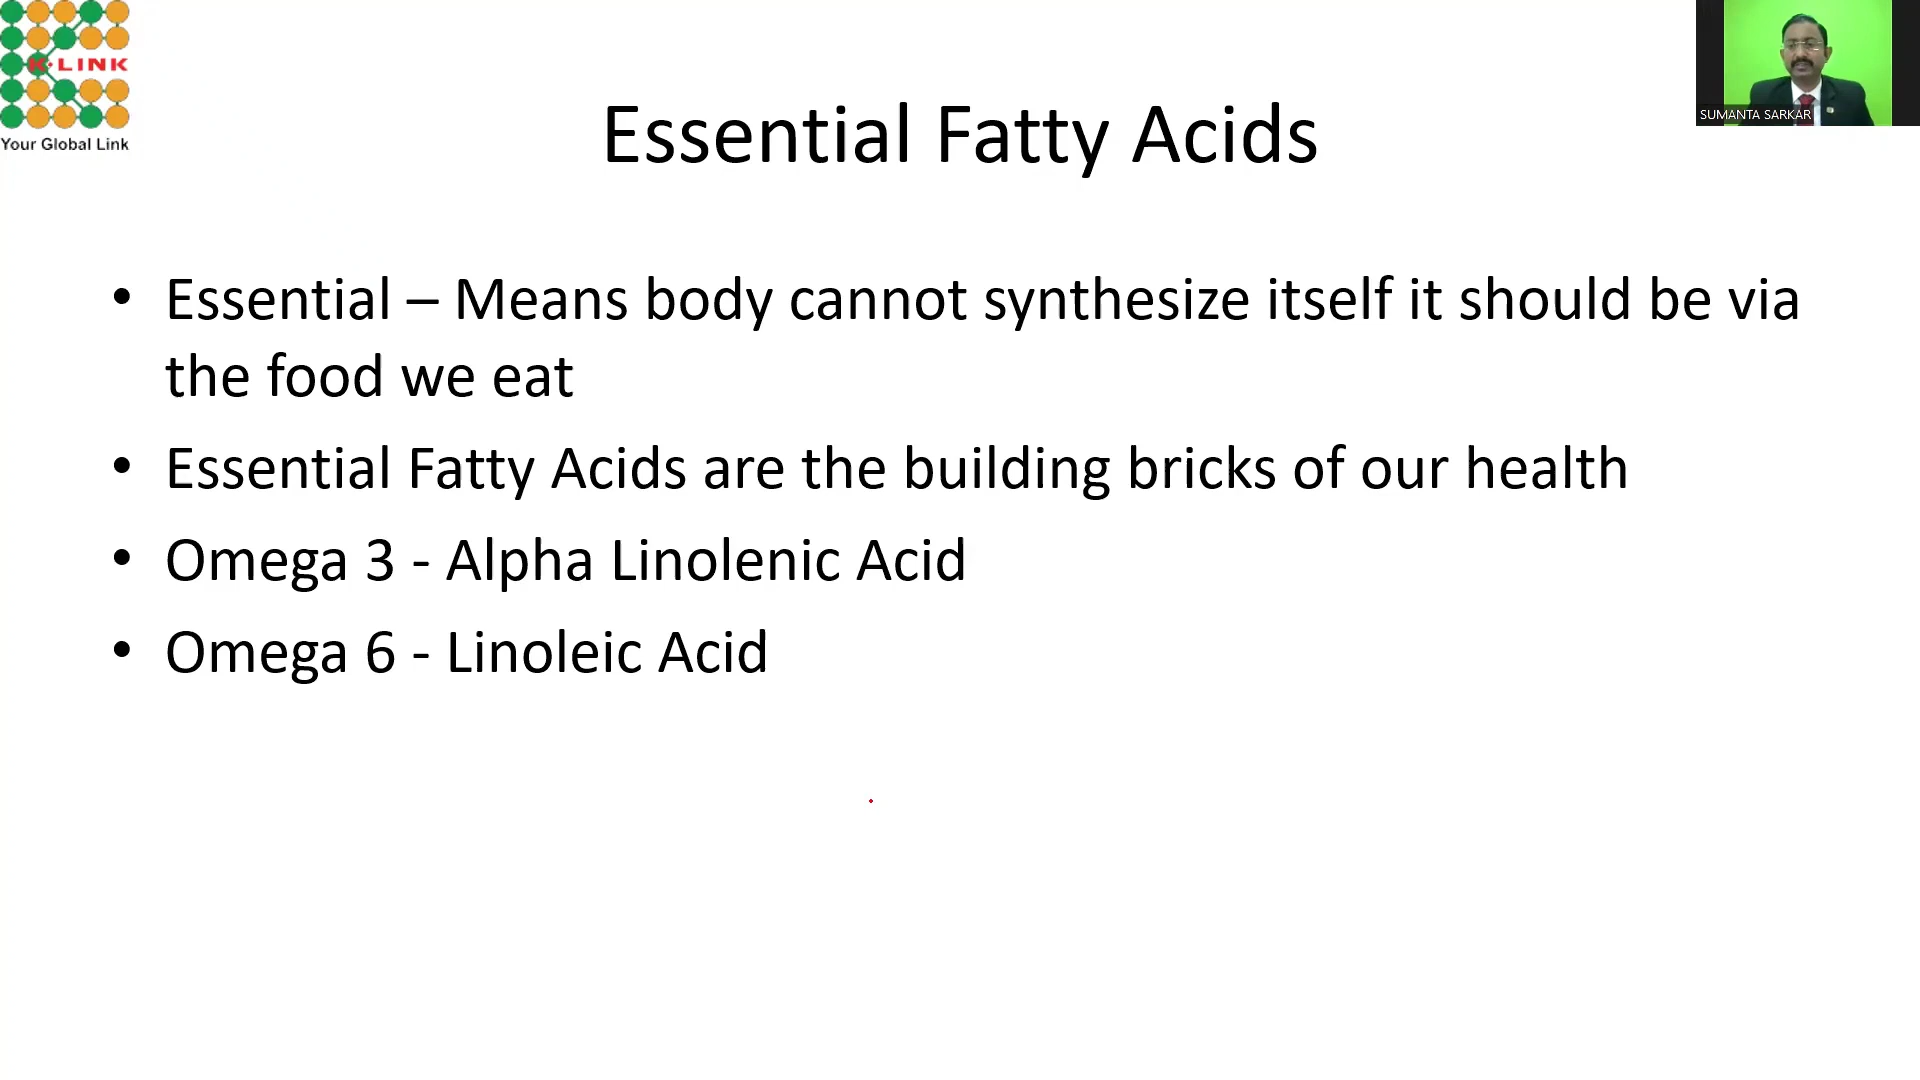 K-LINK
Your Global Link
SUMANTA SARKAR
Essential Fatty Acids
• Essential – Means body cannot synthesize itself it should be via
the food we eat
• Essential Fatty Acids are the building bricks of our health
• Omega 3 - Alpha Linolenic Acid
• Omega 6 - Linoleic Acid